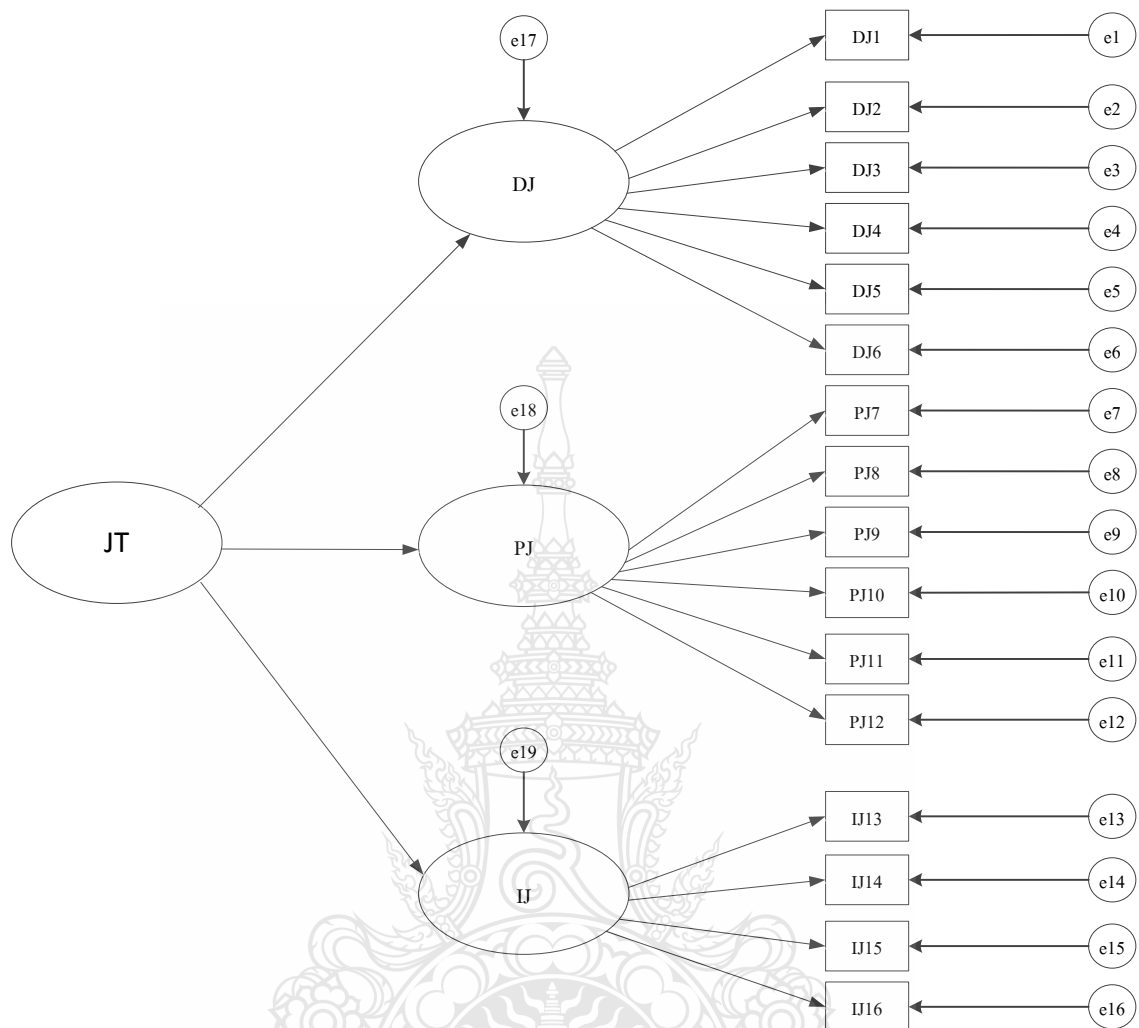 e17
DJ1 e1
DJ2 e2
DJ3 e3
DJ
DJ4 e4
DJ5 e5
DJ6 e6
e18
PJ7 e7
PJ8 e8
PJ9 e9
JT
PJ
PJ10 e10
PJ11 e11
PJ12 e12
e19
IJ13 e13
IJ14 e14
IJ
IJ15 e15
IJ16 e16